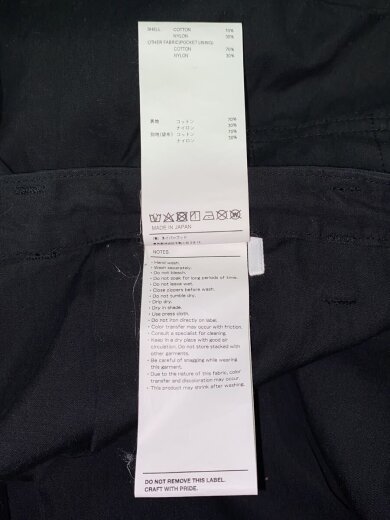 SHELL COTTON 70%
NYLON 30%
OTHER FABRIC(POCKET LINING)
COTTON 70%
NYLON 30%
表地 コットン 70%
ナイロン 30%
別地(袋布) コットン 70%
ナイロン 30%
MADE IN JAPAN
NOTES.
· Hand wash.
· Wash separately.
· Do not bleach.
· Do not soak for long periods of time.
· Do not leave wet.
· Close zippers before wash.
· Do not tumble dry.
· Drip dry.
· Dry in shade.
· Use press cloth.
· Do not iron directly on label.
· Color transfer may occur with friction.
· Consult a specialist for cleaning.
· Keep in a dry place with good air
circulation. Do not store stacked with
other garments.
· Be careful of snagging while wearing
this garment.
· Due to the nature of this fabric, color
transfer and discoloration may occur.
· This product may shrink after washing.
DO NOT REMOVE THIS LABEL.
CRAFT WITH PRIDE.